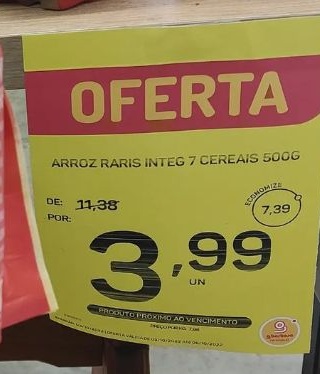 OFERTA
ARROZ RARIS INTEG 7 CEREAIS 500G
DE: 11,38
ECONOMIZE
7,39
POR:
3,99
UN
PRODUTO PRÓXIMO AO VENCIMENTO